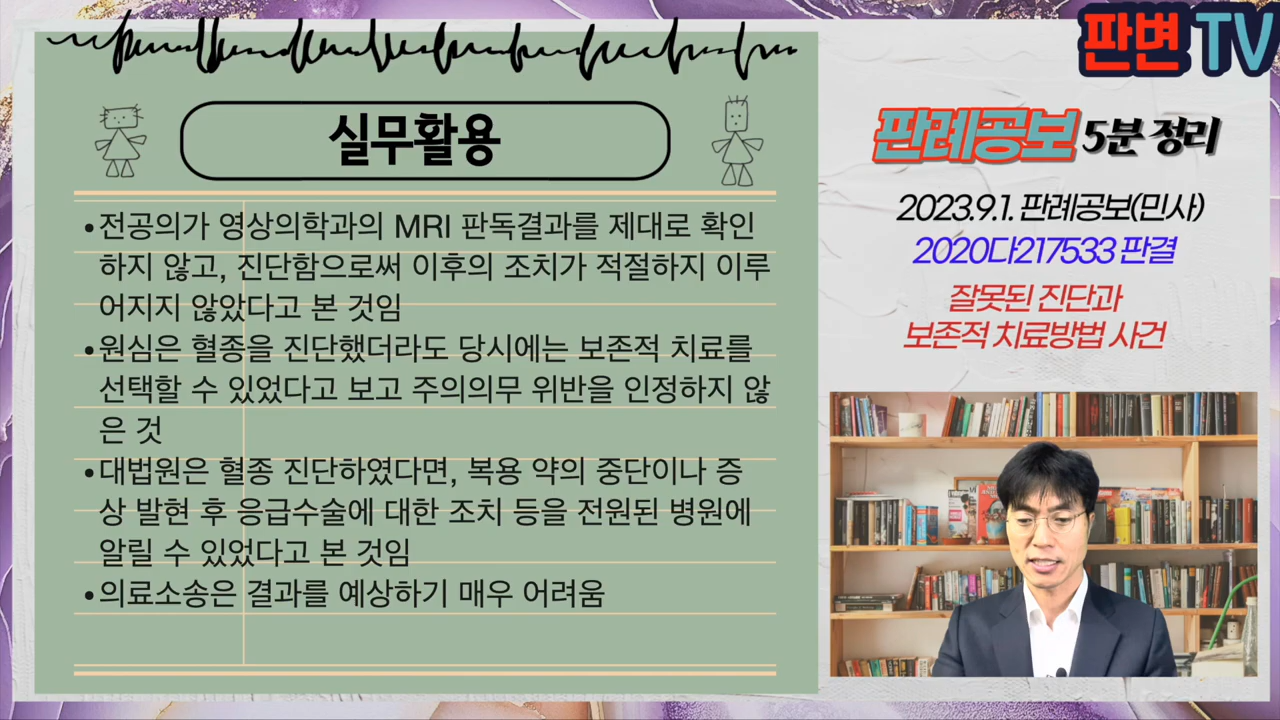 판변 TV
실무활용
•전공의가 영상의학과의 MRI 판독결과를 제대로 확인
하지 않고, 진단함으로써 이후의 조치가 적절하지 이루
어지지 않았다고 본 것임
•원심은 혈종을 진단했더라도 당시에는 보존적 치료를
선택할 수 있었다고 보고 주의의무 위반을 인정하지 않
은 것
•대법원은 혈종 진단하였다면, 복용 약의 중단이나 증
상 발현 후 응급수술에 대한 조치 등을 전원된 병원에
알릴 수 있었다고 본 것임
•의료소송은 결과를 예상하기 매우 어려움
판례공보 5분 정리
2023.9.1. 판례공보(민사)
2020다217533 판결
잘못된 진단과
보존적 치료방법 사건